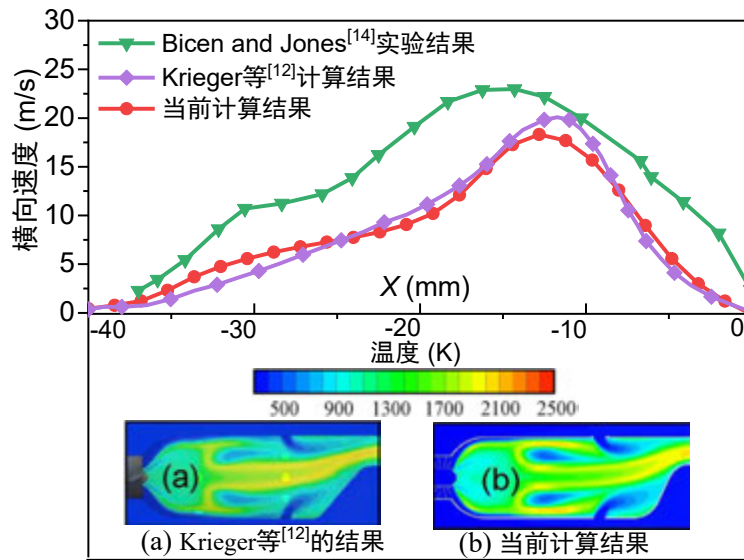 30
25
20
15
10
5
0
横向速度 (m/s)
Bicen and Jones[14]实验结果
Krieger等[12]计算结果
当前计算结果
X (mm)
-40 -30 -20 -10 0
温度 (K)
500 900 1300 1700 2100 2500
(a) (b)
(a) Krieger等[12]的结果 (b) 当前计算结果